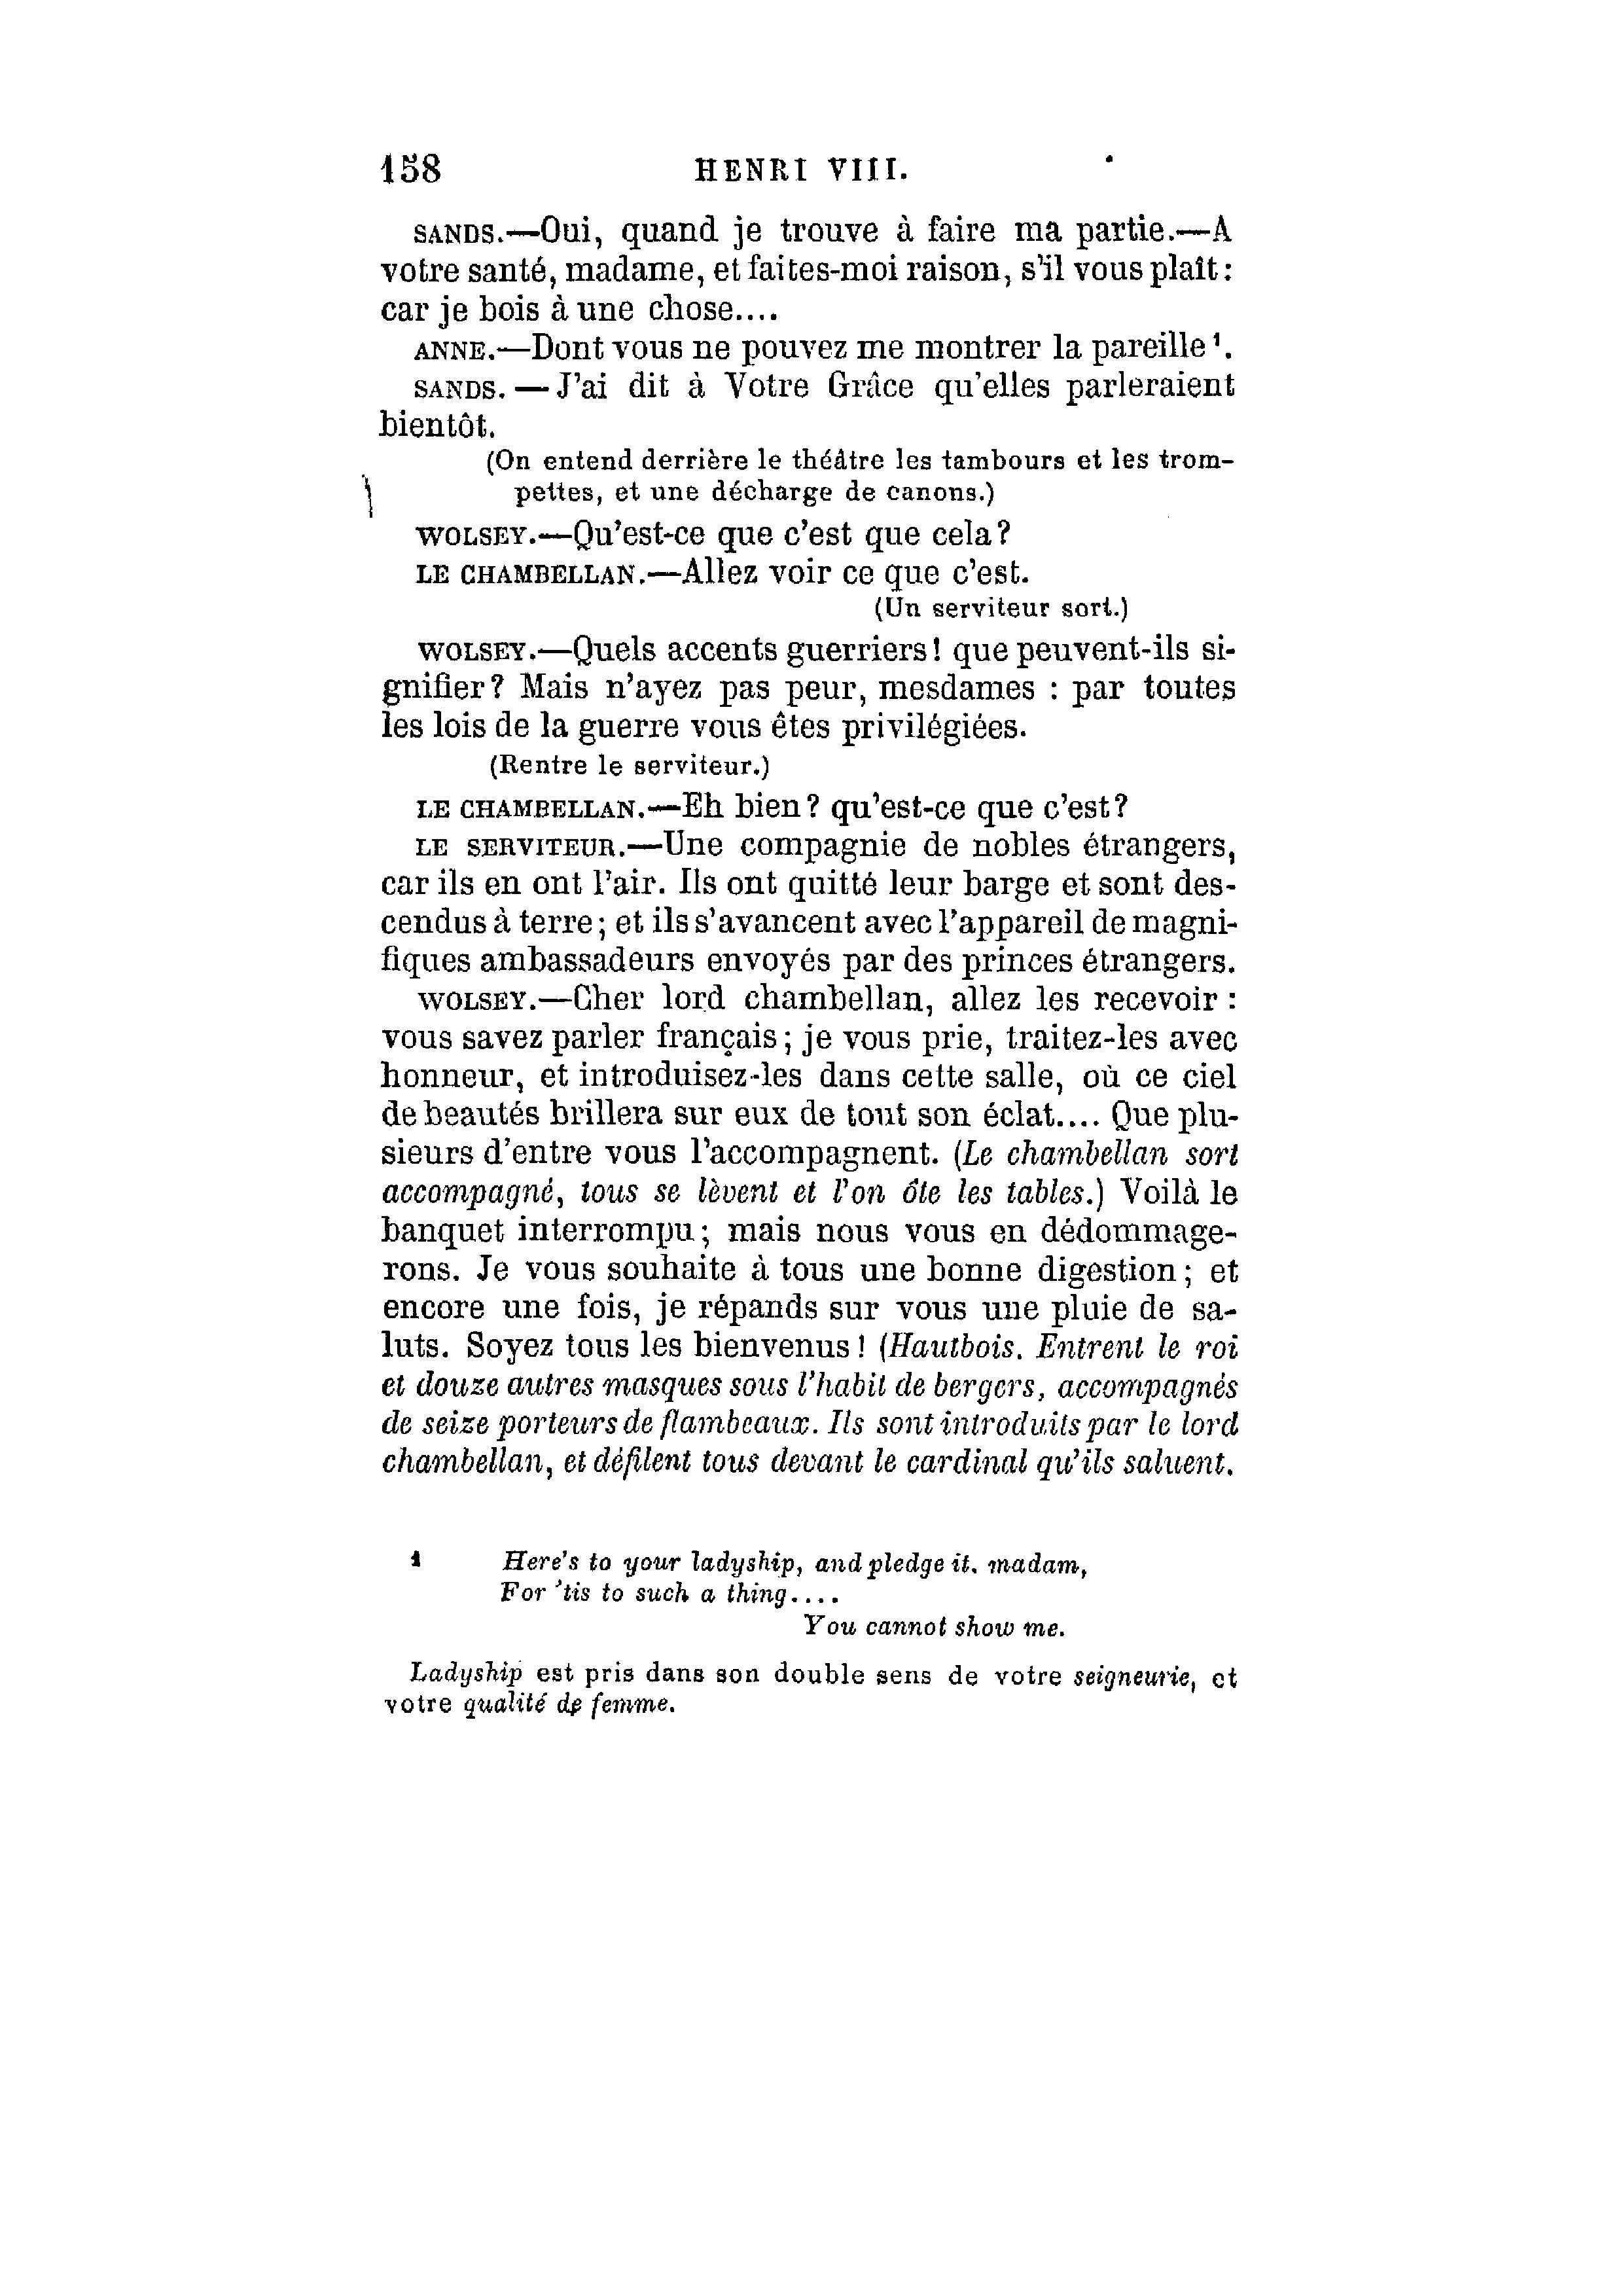 158 HENRI VIII.
SANDS.—Oui, quand je trouve à faire ma partie.—A
votre santé, madame, et faites-moi raison, s'il vous plaît :
car je bois à une chose....
ANNE.—Dont vous ne pouvez me montrer la pareille¹.
SANDS.—J'ai dit à Votre Grâce qu'elles parleraient
bientôt.
(On entend derrière le théâtre les tambours et les trom-
pettes, et une décharge de canons.)
WOLSEY.—Qu'est-ce que c'est que cela?
LE CHAMBELLAN.—Allez voir ce que c'est.
(Un serviteur sort.)
WOLSEY.—Quels accents guerriers! que peuvent-ils si-
gnifier? Mais n'ayez pas peur, mesdames : par toutes
les lois de la guerre vous êtes privilégiées.
(Rentre le serviteur.)
LE CHAMBELLAN.—Eh bien? qu'est-ce que c'est?
LE SERVITEUR.—Une compagnie de nobles étrangers,
car ils en ont l'air. Ils ont quitté leur barge et sont des-
cendus à terre; et ils s'avancent avec l'appareil de magni-
fiques ambassadeurs envoyés par des princes étrangers.
WOLSEY.—Cher lord chambellan, allez les recevoir :
vous savez parler français; je vous prie, traitez-les avec
honneur, et introduisez-les dans cette salle, où ce ciel
de beautés brillera sur eux de tout son éclat.... Que plu-
sieurs d'entre vous l'accompagnent. (Le chambellan sort
accompagné, tous se lèvent et l'on ôte les tables.) Voilà le
banquet interrompu; mais nous vous en dédommage-
rons. Je vous souhaite à tous une bonne digestion; et
encore une fois, je répands sur vous une pluie de sa-
luts. Soyez tous les bienvenus! (Hautbois. Entrent le roi
et douze autres masques sous l'habit de bergers, accompagnés
de seize porteurs de flambeaux. Ils sont introduits par le lord
chambellan, et défilent tous devant le cardinal qu'ils saluent.
1 Here's to your ladyship, and pledge it, madam,
For 'tis to such a thing....
You cannot show me.
Ladyship est pris dans son double sens de votre seigneurie, et
votre qualité de femme.